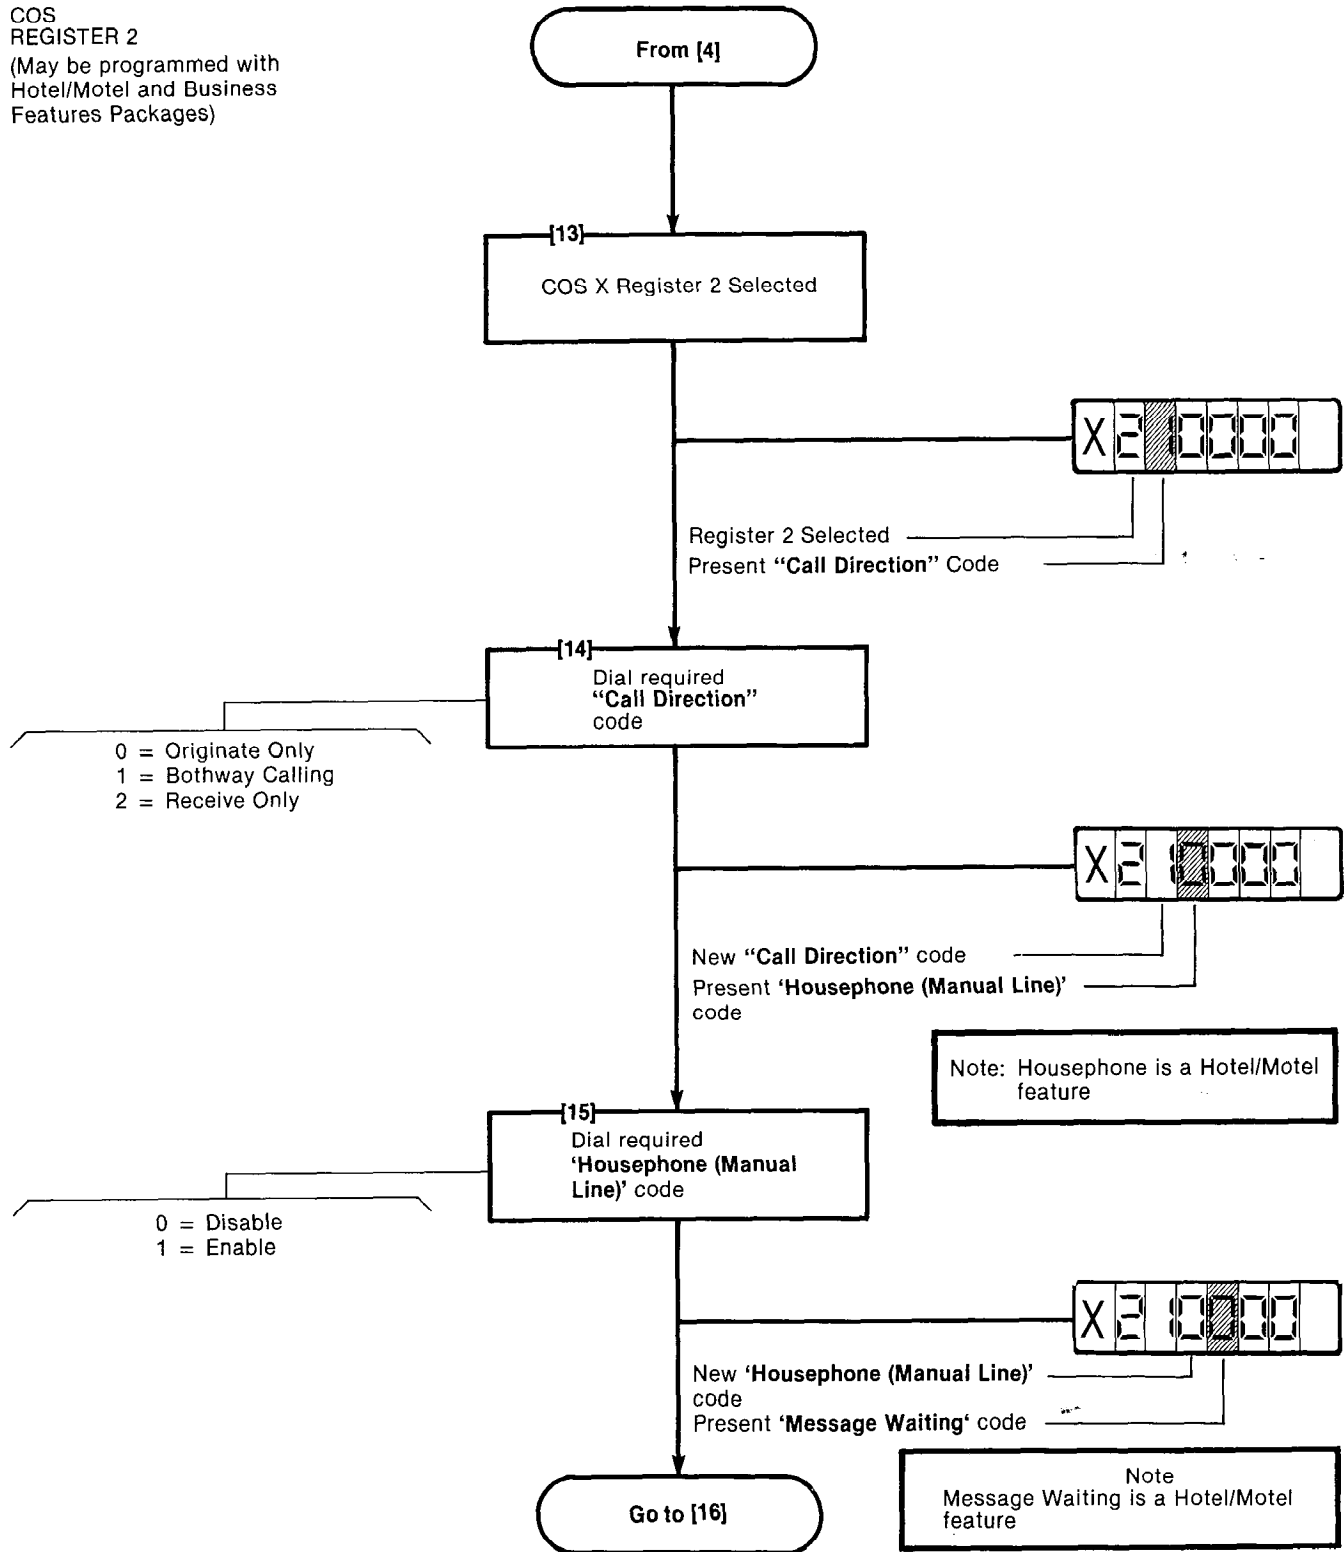 COS
REGISTER 2
(May be programmed with
Hotel/Motel and Business
Features Packages)
From [4]
[13]
COS X Register 2 Selected
X210000
Register 2 Selected
Present “Call Direction” Code
[14]
Dial required
“Call Direction”
code
0 = Originate Only
1 = Bothway Calling
2 = Receive Only
X210000
New “Call Direction” code
Present ‘Housephone (Manual Line)’
code
Note: Housephone is a Hotel/Motel
feature
[15]
Dial required
‘Housephone (Manual
Line)’ code
0 = Disable
1 = Enable
X210000
New ‘Housephone (Manual Line)’
code
Present ‘Message Waiting‘ code
Go to [16]
Note
Message Waiting is a Hotel/Motel
feature